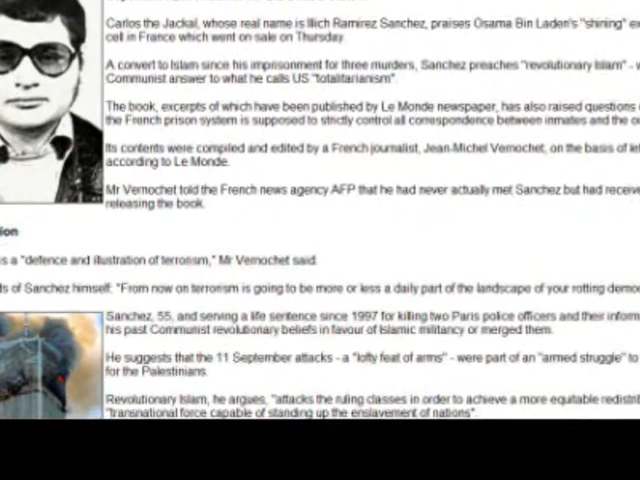 Carlos the Jackal, whose real name is Illich Ramirez Sanchez, praises Osama Bin Laden's "shining"
cell in France which went on sale on Thursday.
A convert to Islam since his imprisonment for three murders, Sanchez preaches "revolutionary Islam" -
Communist answer to what he calls US "totalitarianism".
The book, excerpts of which have been published by Le Monde newspaper, has also raised questions
the French prison system is supposed to strictly control all correspondence between inmates and the
Its contents were compiled and edited by a French journalist, Jean-Michel Vernochet, on the basis of
according to Le Monde.
Mr Vernochet told the French news agency AFP that he had never actually met Sanchez but had
releasing the book.
ion
is a "defence and illustration of terrorism," Mr Vernochet said.
ds of Sanchez himself: "From now on terrorism is going to be more or less a daily part of the landscape of your rotting
Sanchez, 55, and serving a life sentence since 1997 for killing two Paris police officers and their
his past Communist revolutionary beliefs in favour of Islamic militancy or merged them.
He suggests that the 11 September attacks - a "lofty feat of arms" - were part of an "armed struggle" to
for the Palestinians.
Revolutionary Islam, he argues, "attacks the ruling classes in order to achieve a more equitable
"transnational force capable of standing up the enslavement of nations".